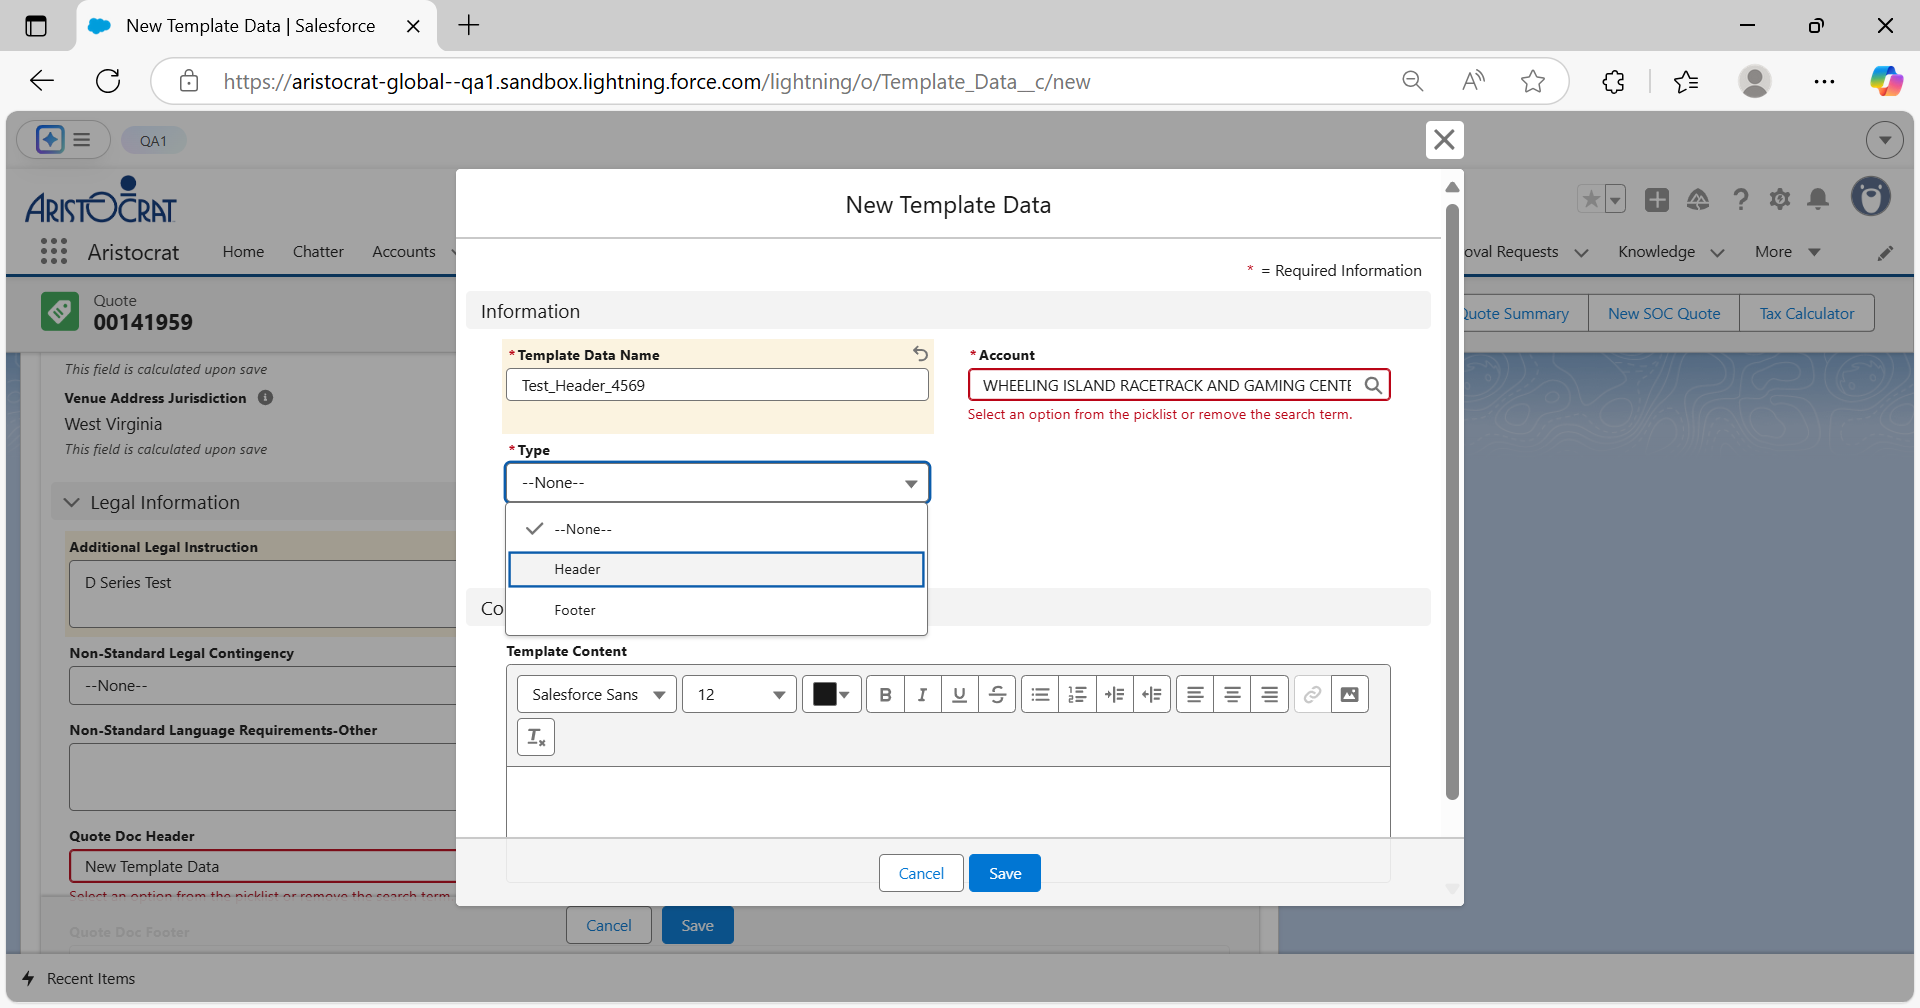 New Template Data | Salesforce
https://aristocrat-global--qa1.sandbox.lightning.force.com/lightning/o/Template_Data__c/new
QA1
ARISTOCRAT
Aristocrat
Home
Chatter
Accounts
oval Requests
Knowledge
More
Quote
00141959
Quote Summary
New SOC Quote
Tax Calculator
This field is calculated upon save
Venue Address Jurisdiction
West Virginia
This field is calculated upon save
Legal Information
Additional Legal Instruction
D Series Test
Non-Standard Legal Contingency
--None--
Non-Standard Language Requirements-Other
Quote Doc Header
New Template Data
Select an option from the picklist or remove the search term
Quote Doc Footer
Cancel
Save
Recent Items
New Template Data
* = Required Information
Information
*Template Data Name
Test_Header_4569
*Account
WHEELING ISLAND RACETRACK AND GAMING CENTE
Select an option from the picklist or remove the search term.
*Type
--None--
--None--
Header
Footer
Co
Template Content
Salesforce Sans
12
B
I
U
S
Cancel
Save